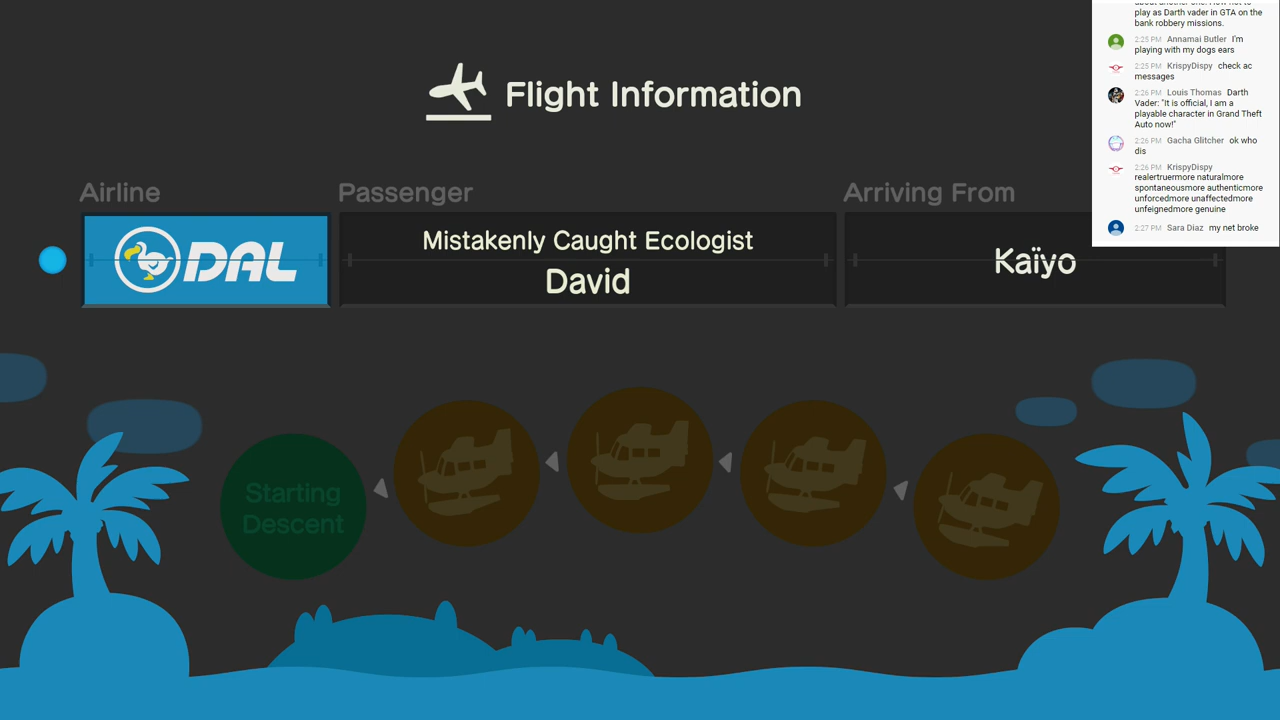 Flight Information
Airline
Passenger
Arriving From
DAL
Mistakenly Caught Ecologist
David
Kaïyo
Starting
Descent
play as Darth vader in GTA on the
bank robbery missions.
2:25 PM Annamai Butler I'm
playing with my dogs ears
2:25 PM KrispyDispy check ac
messages
2:26 PM Louis Thomas Darth
Vader: "It is official, I am a
playable character in Grand Theft
Auto now!"
2:26 PM Gacha Glitcher ok who
dis
2:26 PM KrispyDispy
realertruermore naturalmore
spontaneousmore authenticmore
unforcedmore unaffectedmore
unfeignedmore genuine
2:27 PM Sara Diaz my net broke